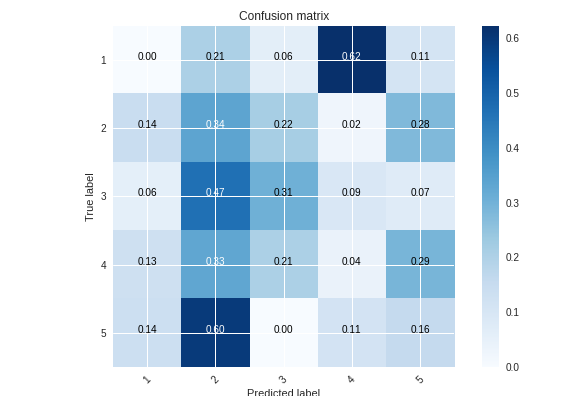 Confusion matrix
True label
1 0.00 0.21 0.06 0.62 0.11
2 0.14 0.34 0.22 0.02 0.28
3 0.06 0.47 0.31 0.09 0.07
4 0.13 0.33 0.21 0.04 0.29
5 0.14 0.60 0.00 0.11 0.16
1 2 3 4 5
Predicted label
0.6
0.5
0.4
0.3
0.2
0.1
0.0